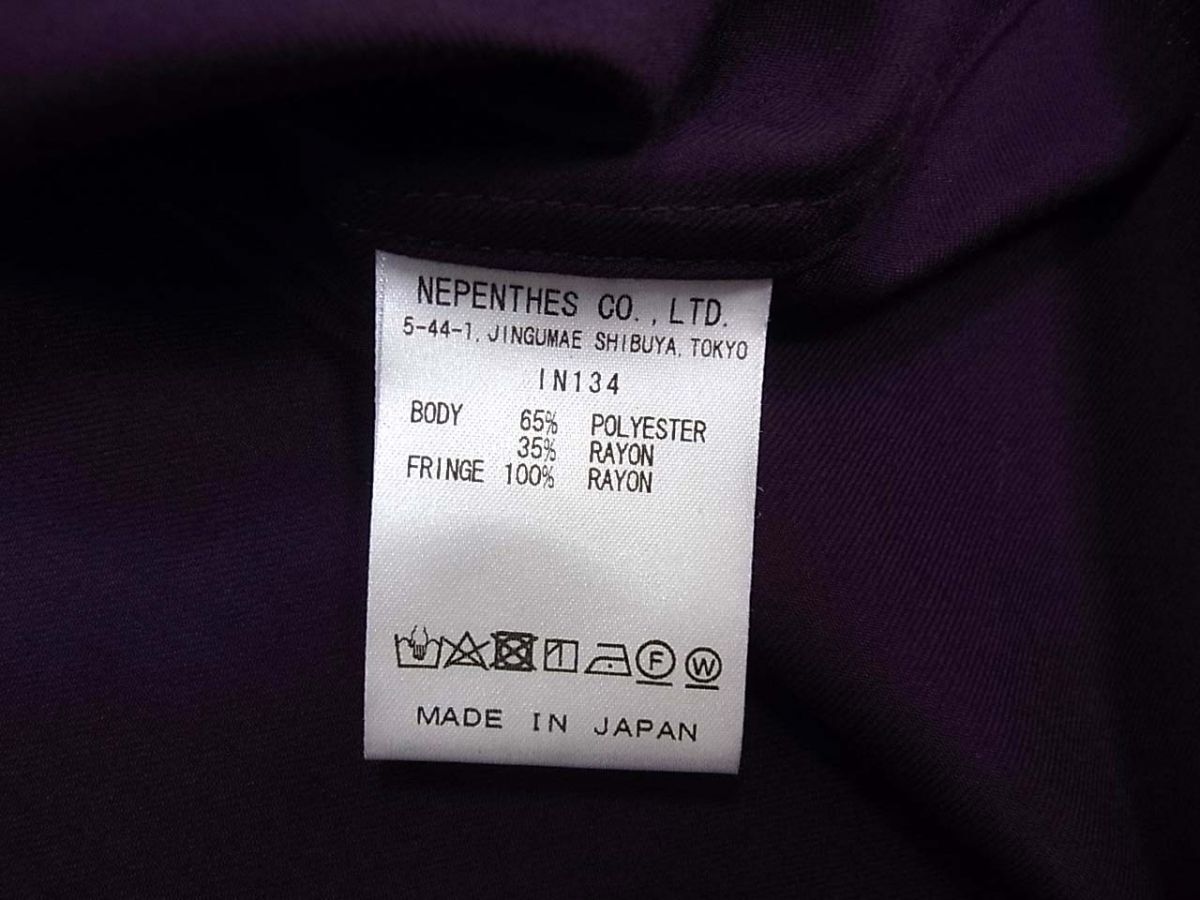 NEPENTHES CO., LTD.
5-44-1, JINGUMAE SHIBUYA, TOKYO
IN134
BODY 65% POLYESTER
35% RAYON
FRINGE 100% RAYON
F W
MADE IN JAPAN